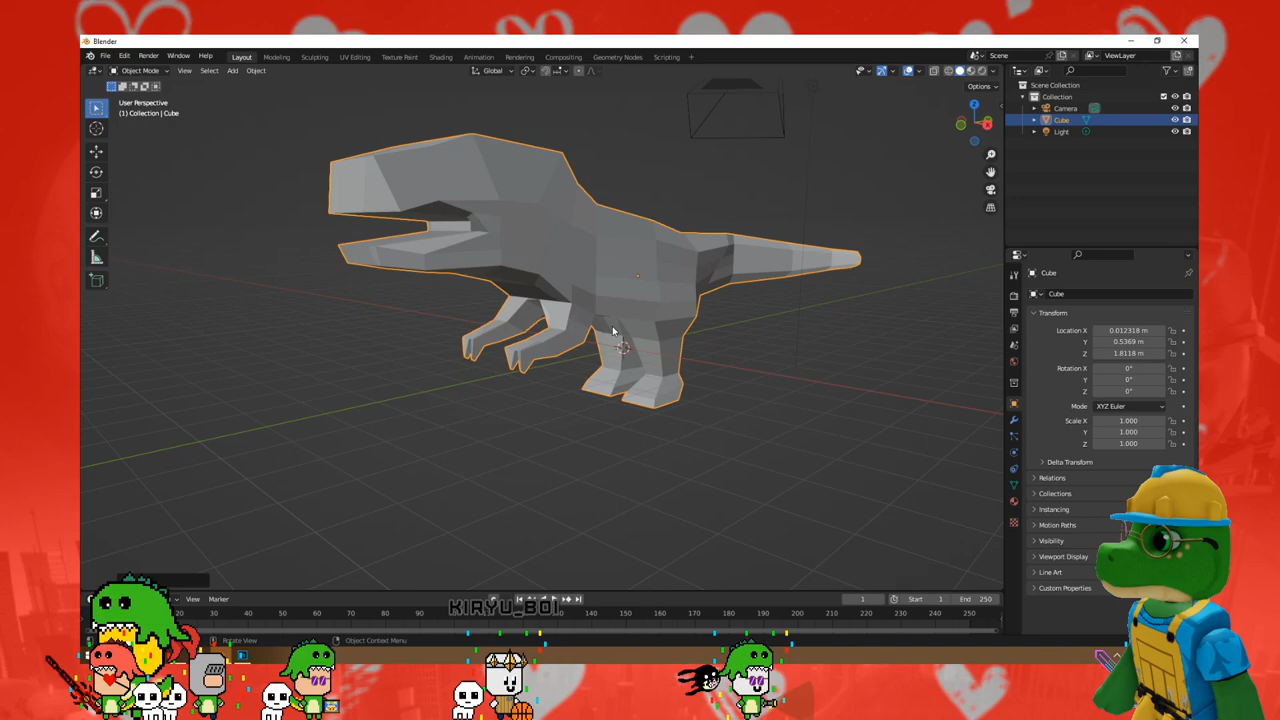 Blender
File Edit Render Window Help
Layout Modeling Sculpting UV Editing Texture Paint Shading Animation Rendering Compositing Geometry Nodes Scripting +
Scene
ViewLayer
Object Mode View Select Add Object
Global
Options
User Perspective
(1) Collection | Cube
Z
X
Scene Collection
Collection
Camera
Cube
Light
Cube
Cube
Transform
Location X 0.012318 m
Y 0.5369 m
Z 1.8118 m
Rotation X 0°
Y 0°
Z 0°
Mode XYZ Euler
Scale X 1.000
Y 1.000
Z 1.000
Delta Transform
Relations
Collections
Instancing
Motion Paths
Visibility
Viewport Display
Line Art
Custom Properties
View Marker
1 Start 1 End 250
KIRYU_BOI
20 30 40 50 60 70 80 90 140 150 160 170 180 190 200 210 220 230 240 250
Rotate View Object Context Menu